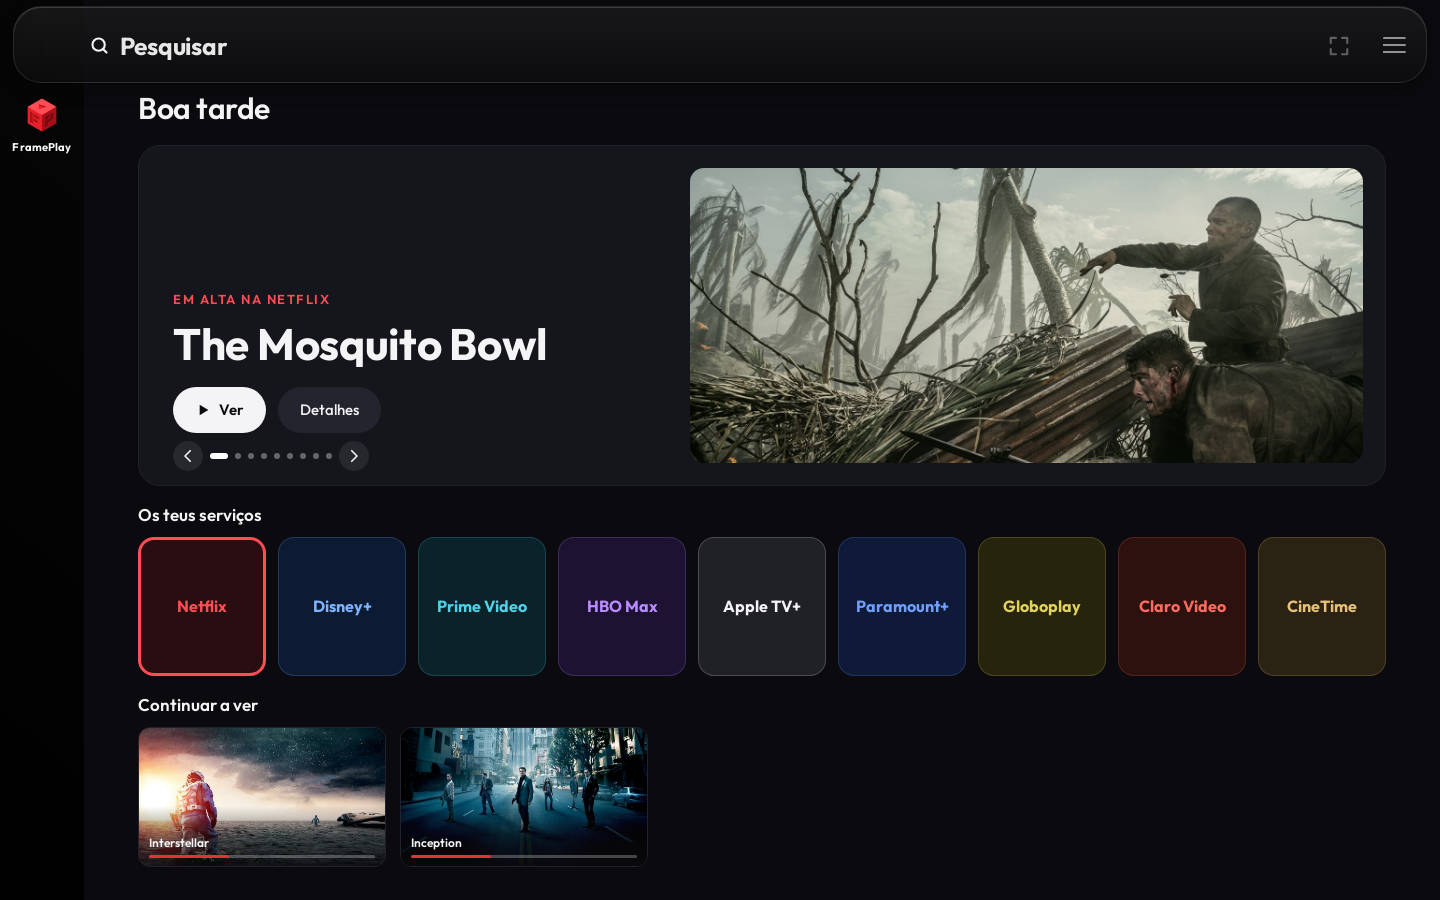 Pesquisar
FramePlay
Boa tarde
EM ALTA NA NETFLIX
The Mosquito Bowl
Ver
Detalhes
Os teus serviços
Netflix
Disney+
Prime Video
HBO Max
Apple TV+
Paramount+
Globoplay
Claro Video
CineTime
Continuar a ver
Interstellar
Inception